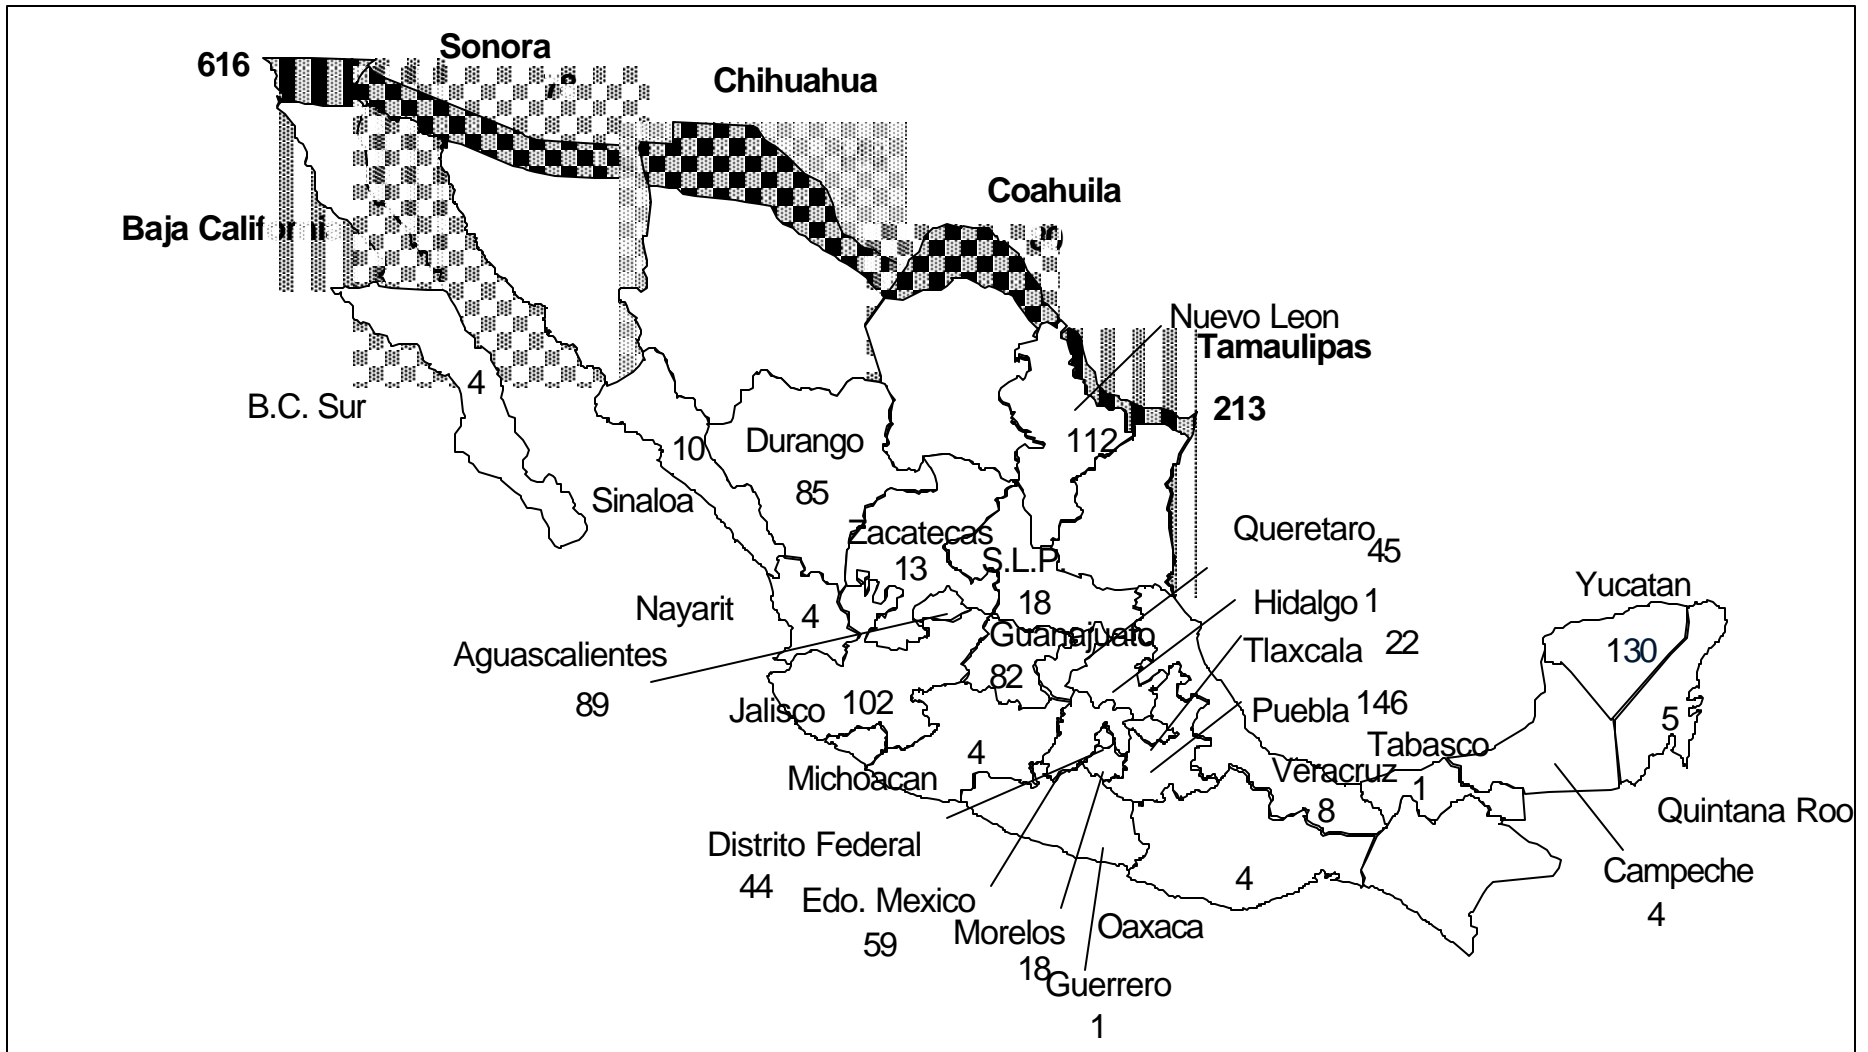 Sonora
616
Chihuahua
Coahuila
Baja Californi
Nuevo Leon
Tamaulipas
4
B.C. Sur
213
10
Durango
112
85
Sinaloa
Zacatecas
Queretaro
45
13
S.L.P
Yucatan
Nayarit
4
18
Hidalgo 1
Guanajuato
Tlaxcala 22
130
Aguascalientes
82
89
Jalisco 102
Puebla 146
5
Tabasco
4
Michoacan
Veracruz
1
8
Quintana Roo
Distrito Federal
44
Campeche
4
4
Edo. Mexico
59
Morelos
18
Oaxaca
Guerrero
1